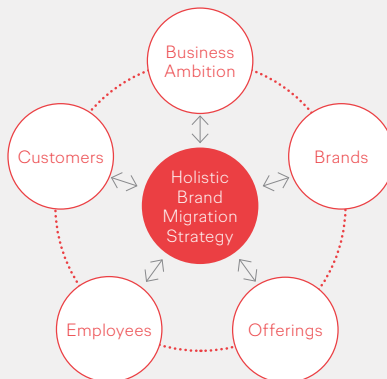 Business
Ambition
Customers
Brands
Holistic
Brand
Migration
Strategy
Employees
Offerings